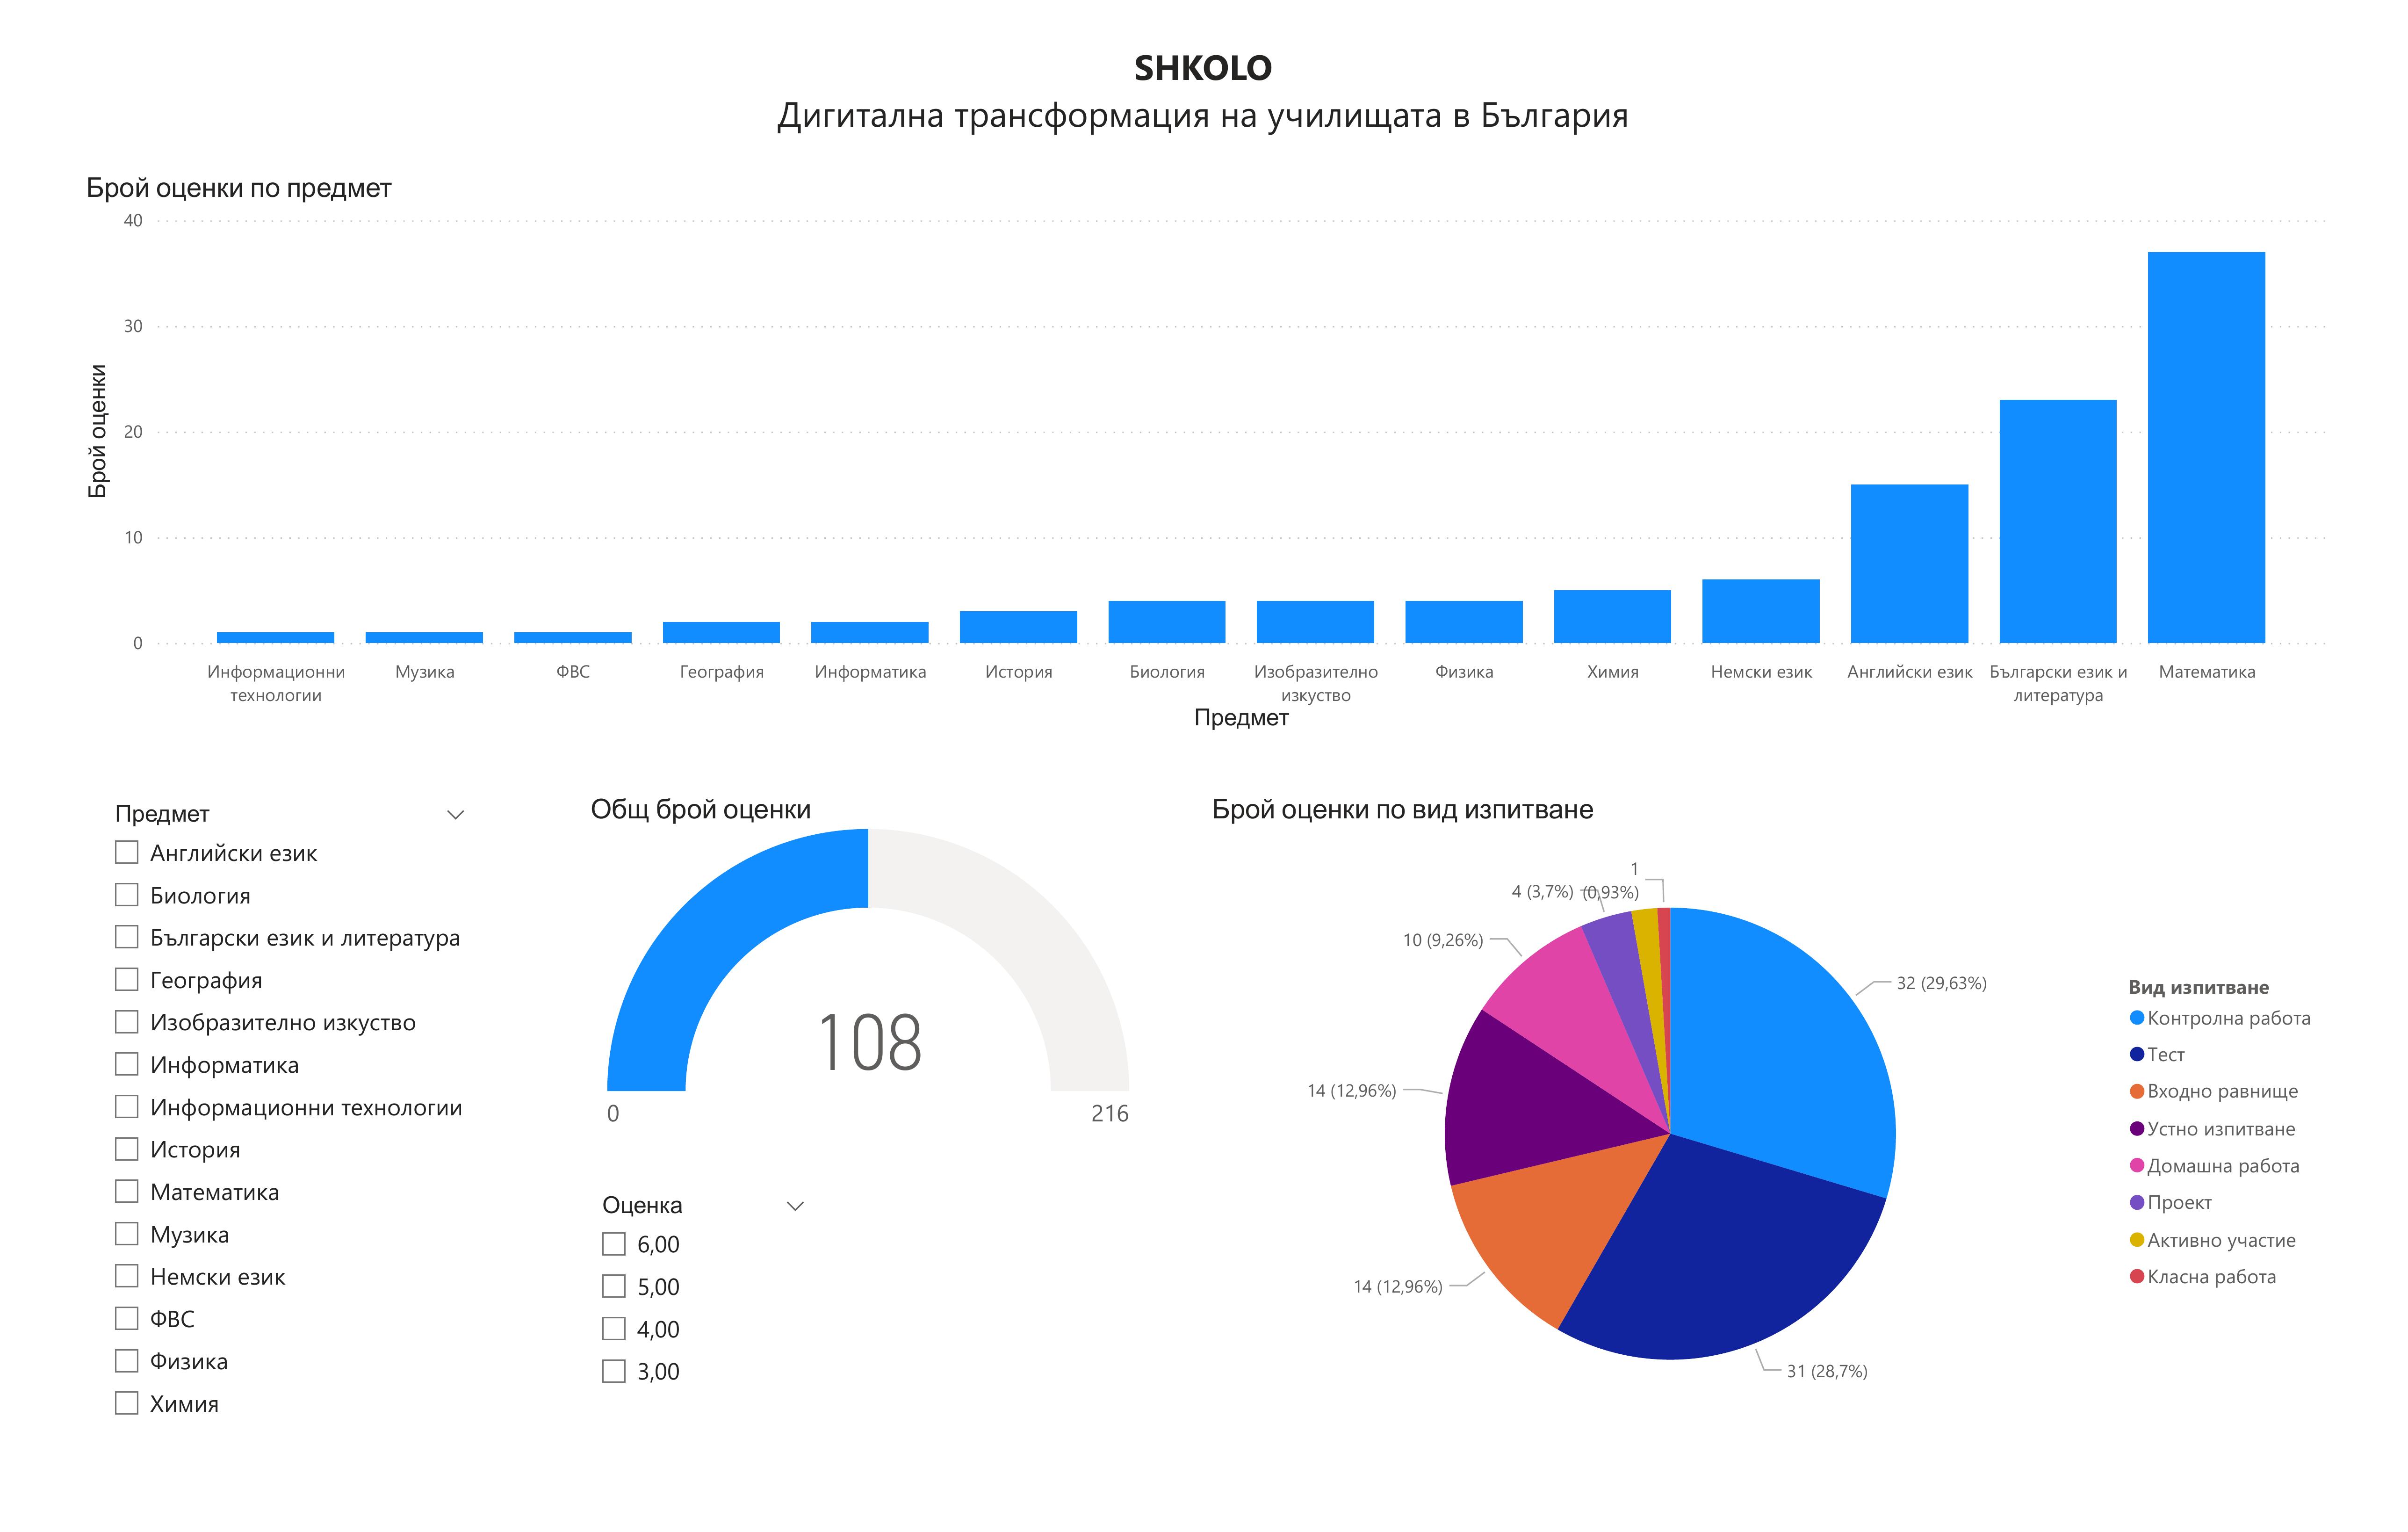 SHKOLO
Дигитална трансформация на училищата в България
Брой оценки по предмет
Брой оценки
40
30
20
10
0
Информационни
технологии
Музика
ФВС
География
Информатика
История
Биология
Изобразително
изкуство
Физика
Химия
Немски език
Английски език
Български език и
литература
Математика
Предмет
Предмет
Английски език
Биология
Български език и литература
География
Изобразително изкуство
Информатика
Информационни технологии
История
Математика
Музика
Немски език
ФВС
Физика
Химия
Общ брой оценки
108
0
216
Оценка
6,00
5,00
4,00
3,00
Брой оценки по вид изпитване
1
(0,93%)
4 (3,7%)
10 (9,26%)
32 (29,63%)
14 (12,96%)
14 (12,96%)
31 (28,7%)
Вид изпитване
Контролна работа
Тест
Входно равнище
Устно изпитване
Домашна работа
Проект
Активно участие
Класна работа